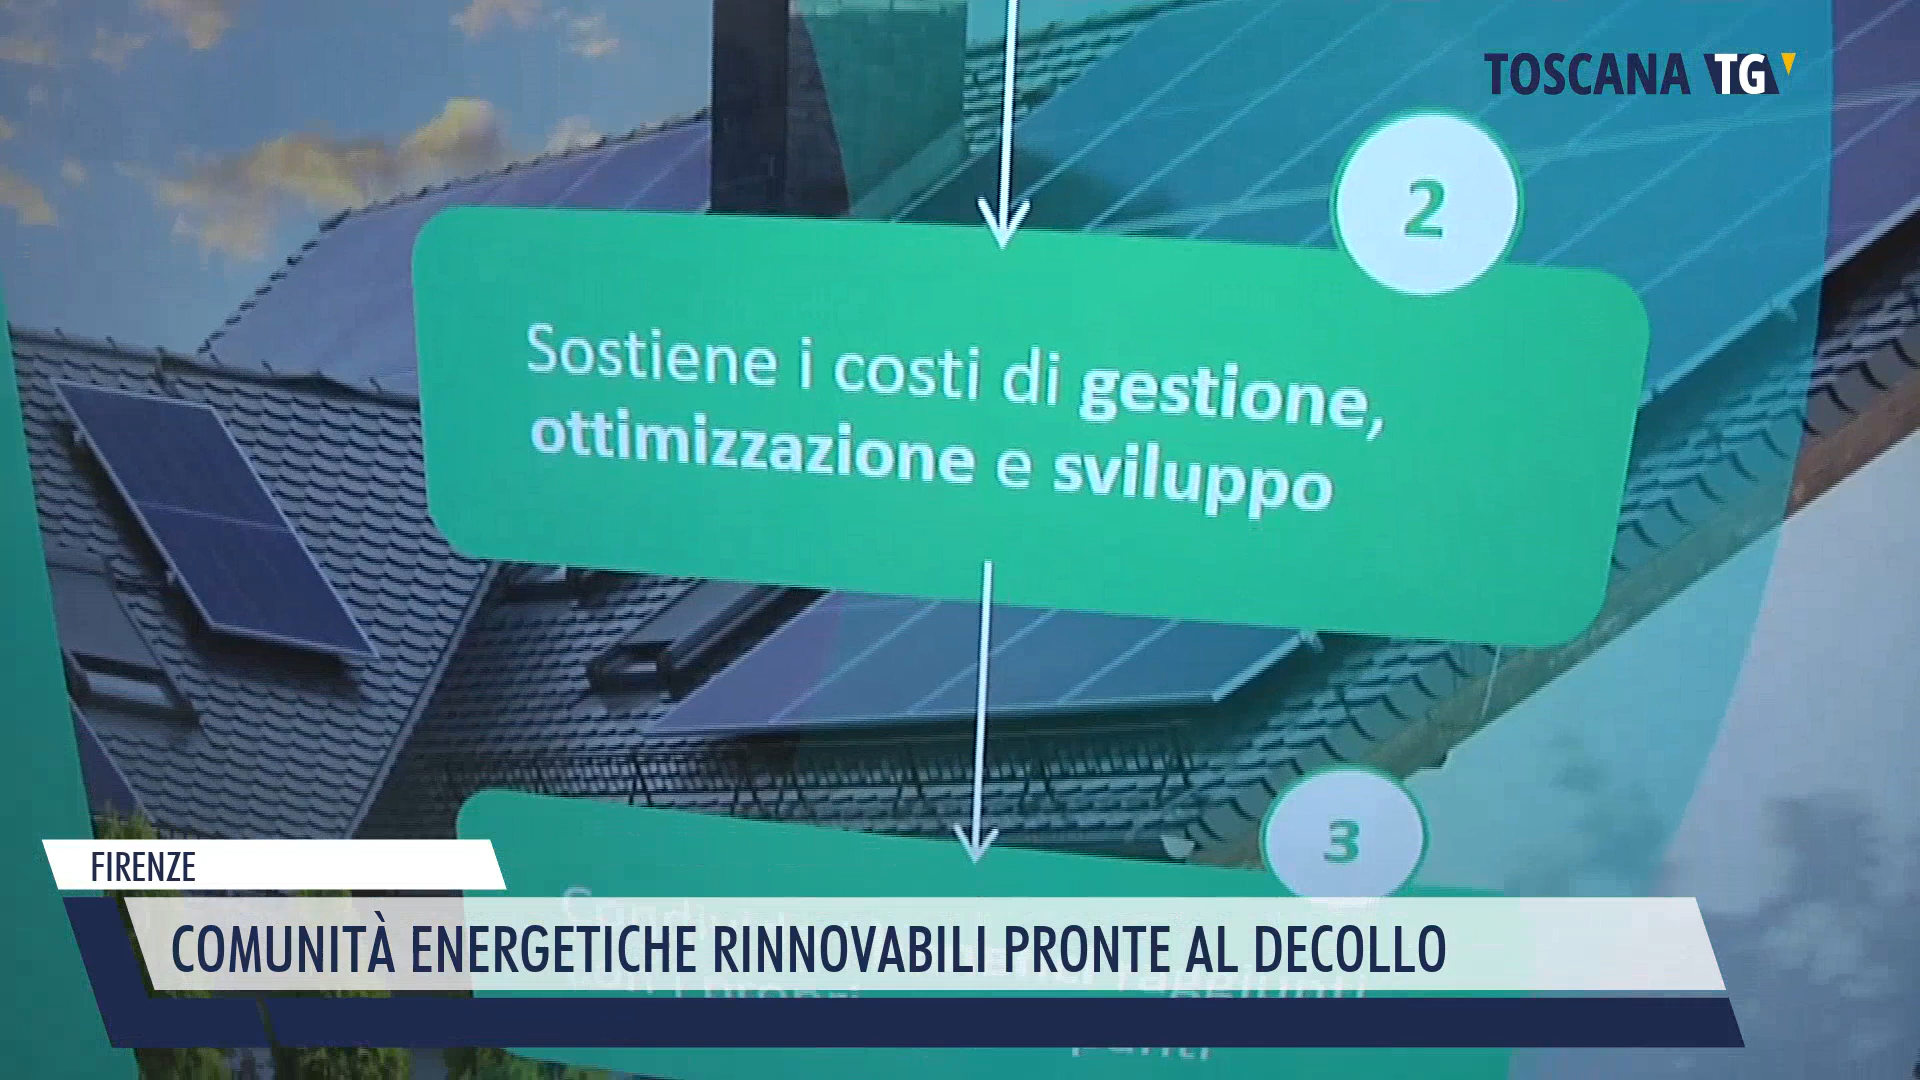 TOSCANA TG
2
Sostiene i costi di gestione,
ottimizzazione e sviluppo
3
FIRENZE
COMUNITÀ ENERGETICHE RINNOVABILI PRONTE AL DECOLLO